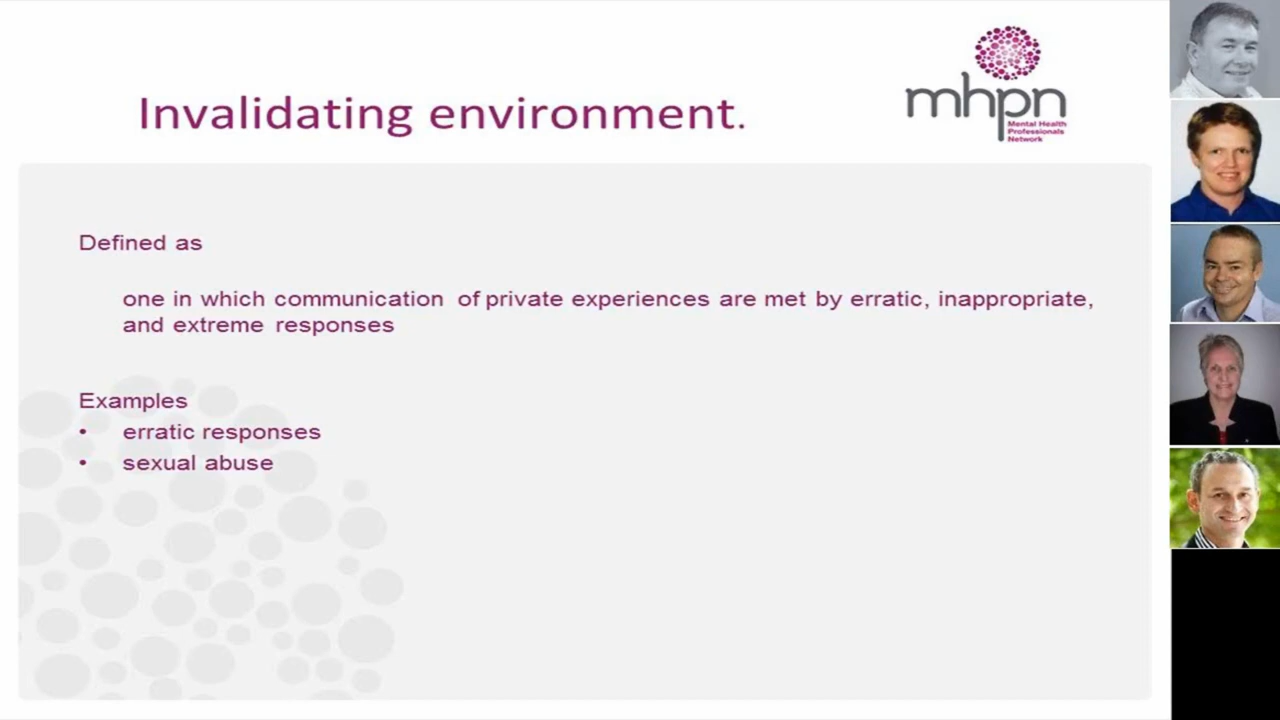 Invalidating environment.
mhpn
Mental Health
Professionals
Network
Defined as
one in which communication of private experiences are met by erratic, inappropriate,
and extreme responses
Examples
• erratic responses
• sexual abuse